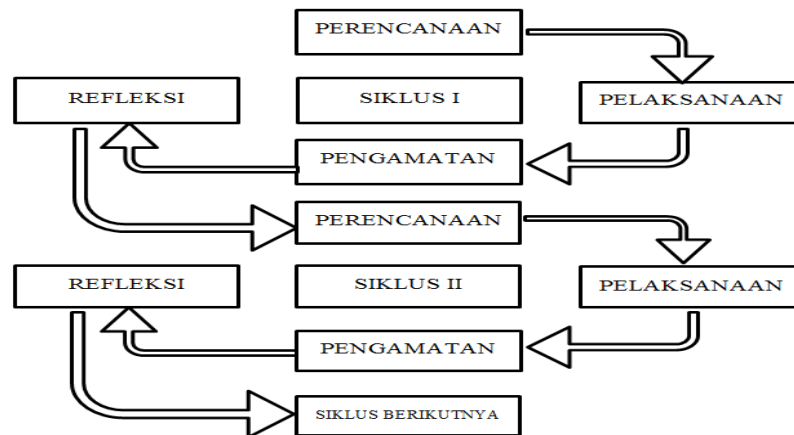 PERENCANAAN
REFLEKSI
SIKLUS I
PELAKSANAAN
PENGAMATAN
PERENCANAAN
REFLEKSI
SIKLUS II
PELAKSANAAN
PENGAMATAN
SIKLUS BERIKUTNYA